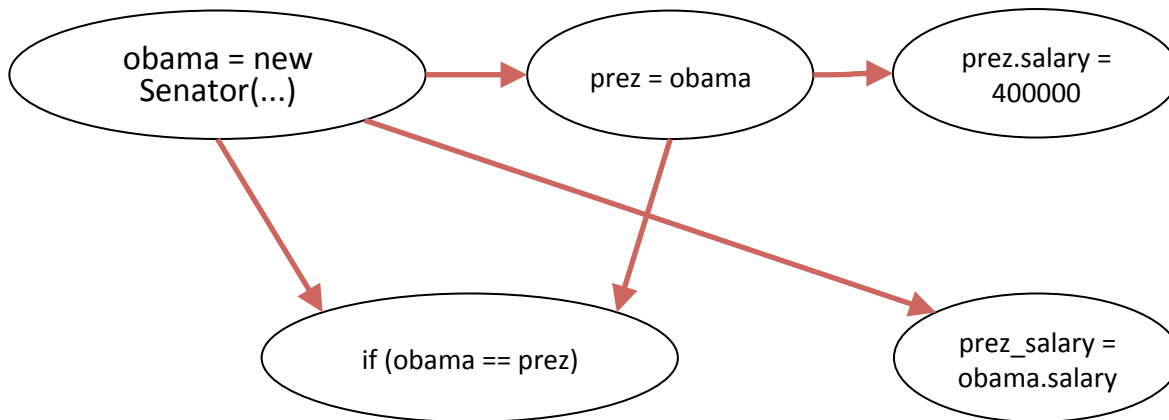 obama = new
Senator(...)
prez = obama
prez.salary =
400000
if (obama == prez)
prez_salary =
obama.salary